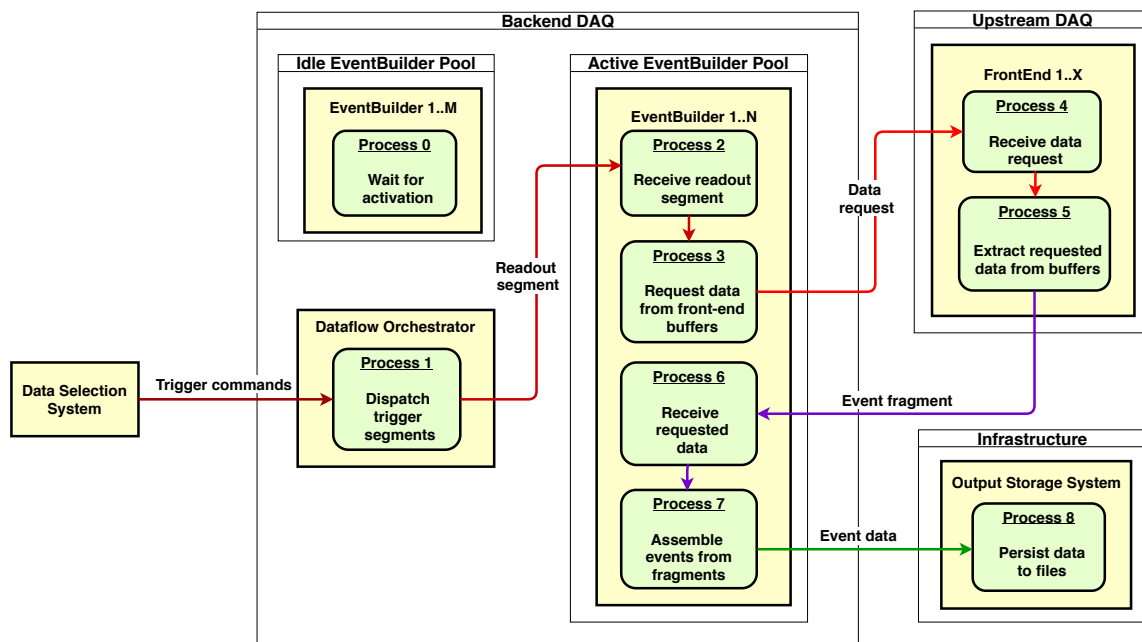 Backend DAQ
Upstream DAQ
Idle EventBuilder Pool
EventBuilder 1..M
Process 0
Wait for
activation
Active EventBuilder Pool
EventBuilder 1..N
Process 2
Receive readout
segment
Process 3
Request data
from front-end
buffers
Process 6
Receive
requested
data
Process 7
Assemble
events from
fragments
FrontEnd 1..X
Process 4
Receive data
request
Process 5
Extract requested
data from buffers
Data
request
Readout
segment
Dataflow Orchestrator
Process 1
Dispatch
trigger
segments
Data Selection
System
Trigger commands
Event fragment
Infrastructure
Output Storage System
Process 8
Persist data
to files
Event data